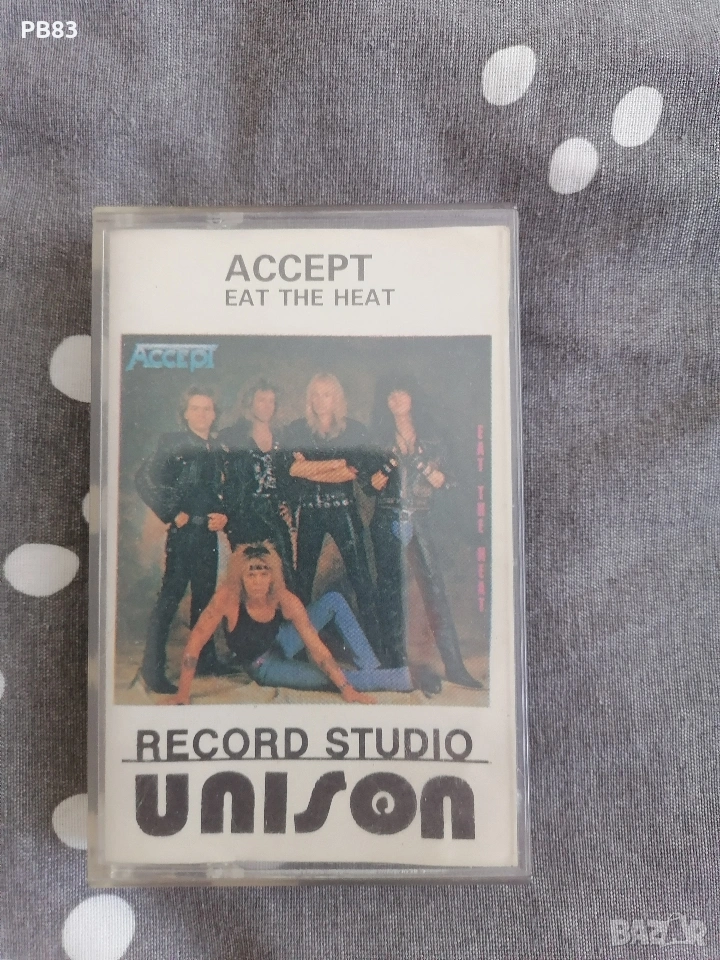 PB83
ACCEPT
EAT THE HEAT
ACCEPT
EAT THE HEAT
RECORD STUDIO
UNISON
BAZAR